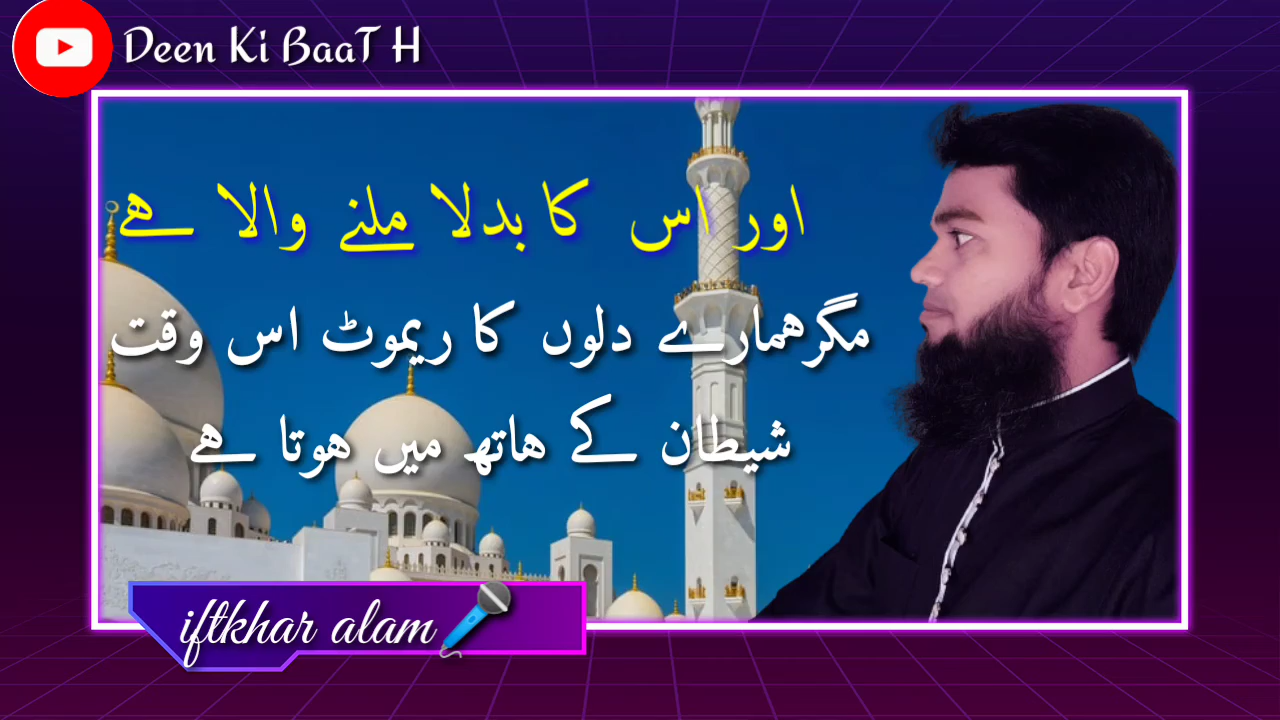 Deen Ki BaaT H
اور اس کا بدلا ملنے والا ہے
مگرہمارے دلوں کا ریموٹ اس وقت
شیطان کے ہاتھ میں ہوتا ہے
iftkhar alam